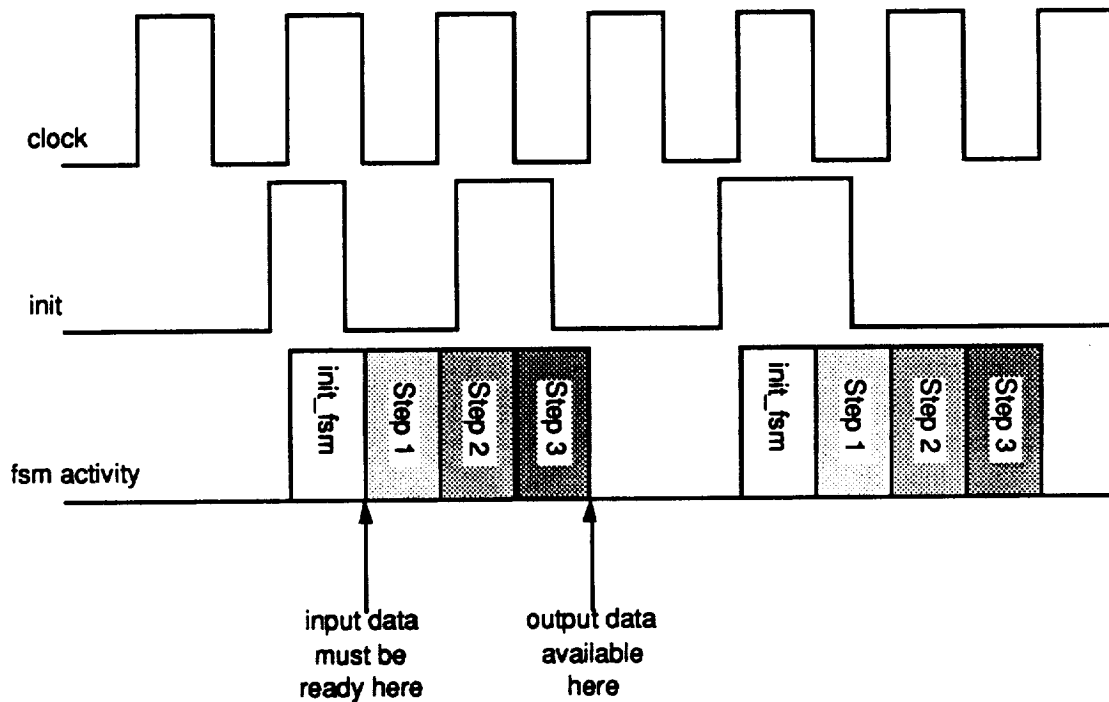 clock
init
init_fsm
Step 1
Step 2
Step 3
init_fsm
Step 1
Step 2
Step 3
fsm activity
input data
must be
ready here
output data
available
here